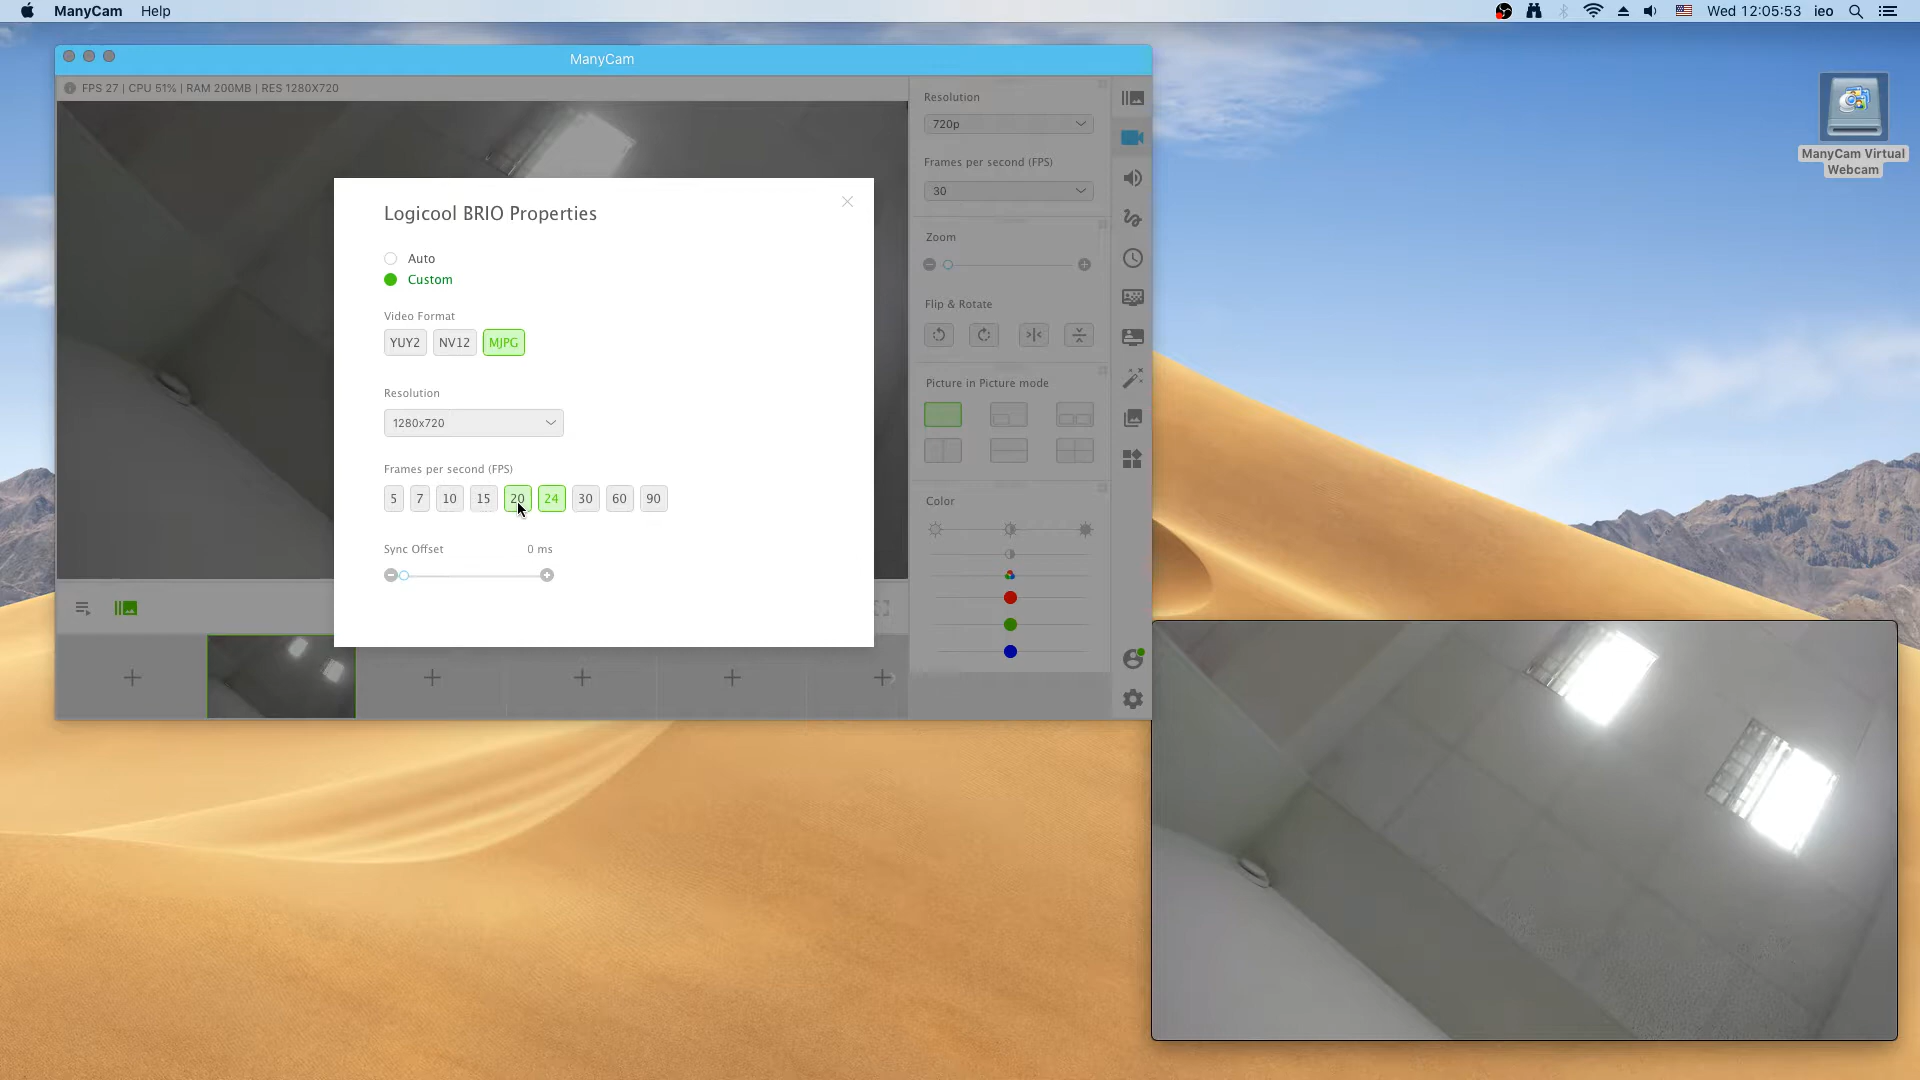 ManyCam Help
Wed 12:05:53 ieo
ManyCam
FPS 27 | CPU 51% | RAM 200MB | RES 1280X720
Resolution
720p
Frames per second (FPS)
30
Zoom
Flip & Rotate
Picture in Picture mode
Color
Logicool BRIO Properties
Auto
Custom
Video Format
YUY2 NV12 MJPG
Resolution
1280x720
Frames per second (FPS)
5 7 10 15 20 24 30 60 90
Sync Offset 0 ms
ManyCam Virtual
Webcam